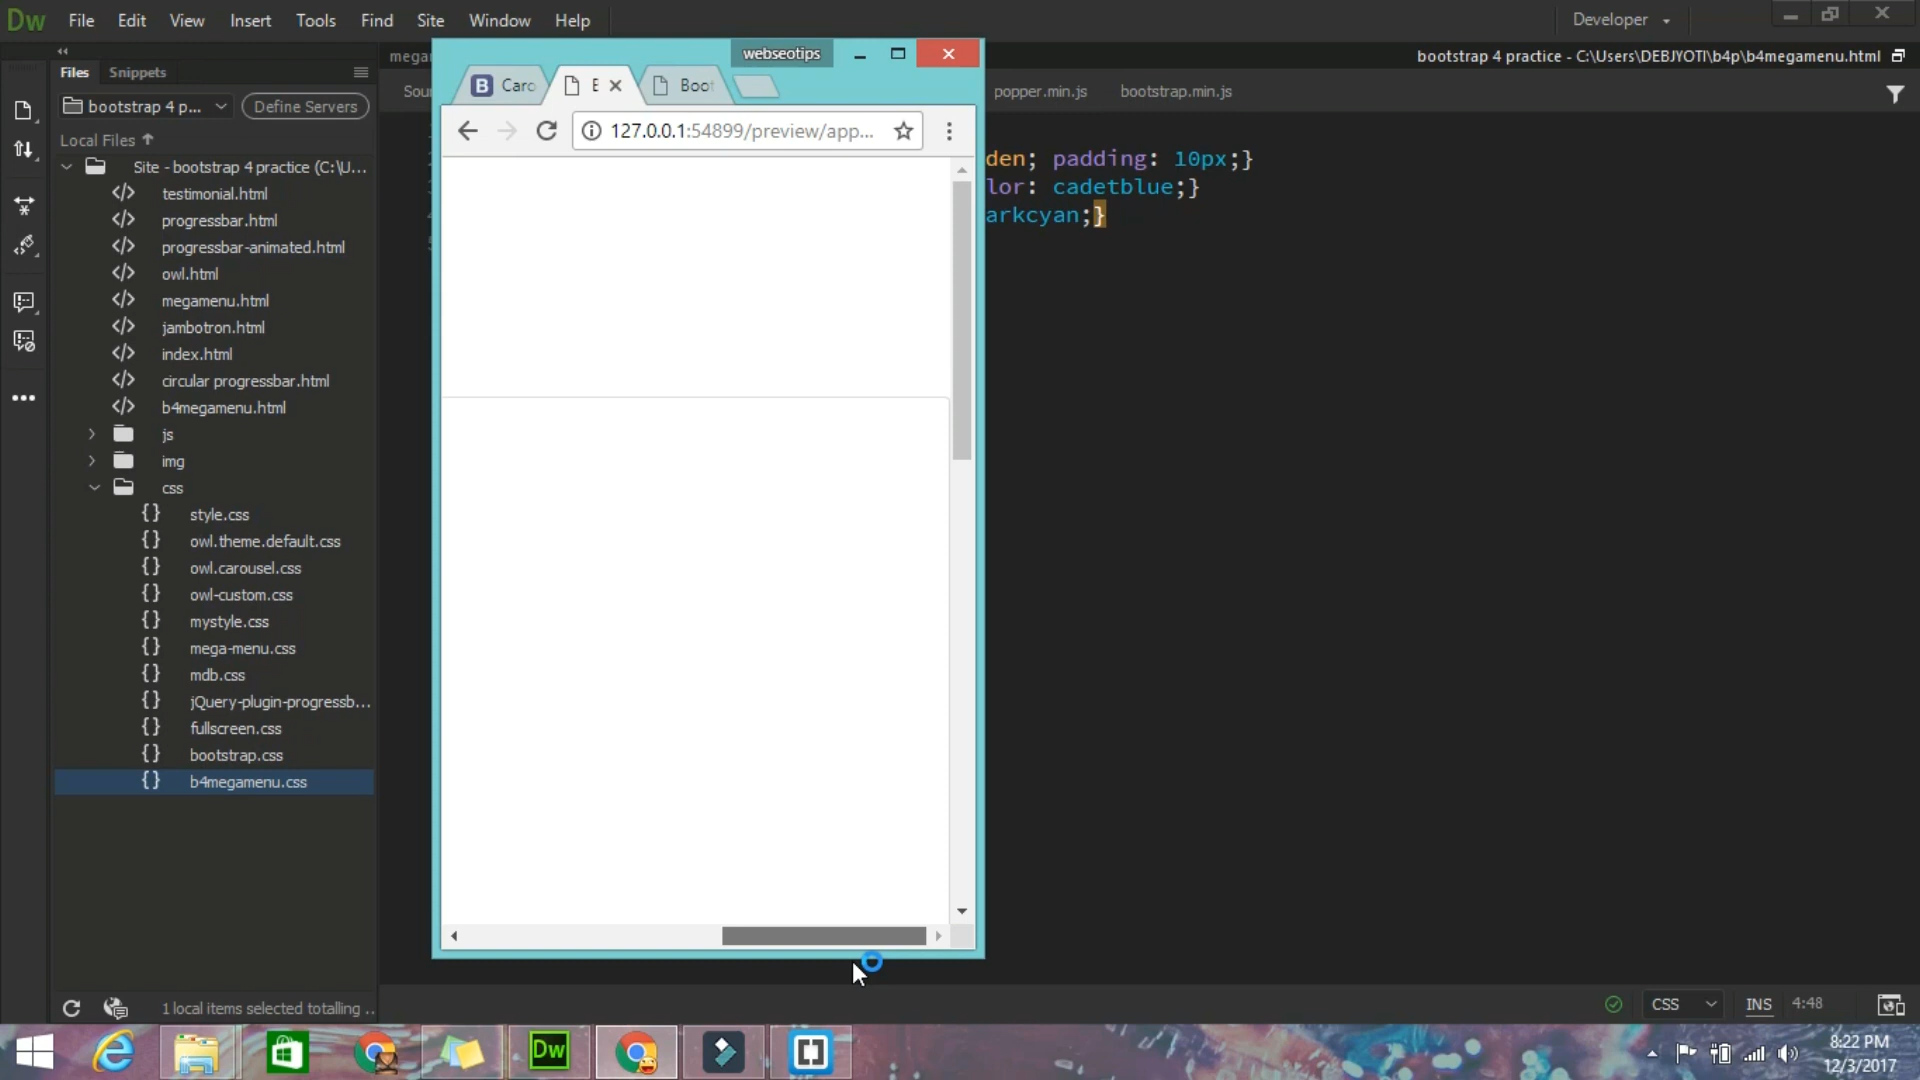 Dw File Edit View Insert Tools Find Site Window Help Developer
bootstrap 4 practice - C:\Users\DEBJYOTI\b4p\b4megamenu.html
Files Snippets
popper.min.js bootstrap.min.js
bootstrap 4 p... Define Servers
Local Files
Site - bootstrap 4 practice (C:\U...
testimonial.html
progressbar.html
progressbar-animated.html
owl.html
megamenu.html
jambotron.html
index.html
circular progressbar.html
b4megamenu.html
js
img
css
style.css
owl.theme.default.css
owl.carousel.css
owl-custom.css
mystyle.css
mega-menu.css
mdb.css
jQuery-plugin-progressb...
fullscreen.css
bootstrap.css
b4megamenu.css
1 local items selected totalling ..
webseotips
B Caro E Boot
127.0.0.1:54899/preview/app...
den; padding: 10px;}
lor: cadetblue;}
arkcyan;}
CSS INS 4:48
Dw
8:22 PM
12/3/2017